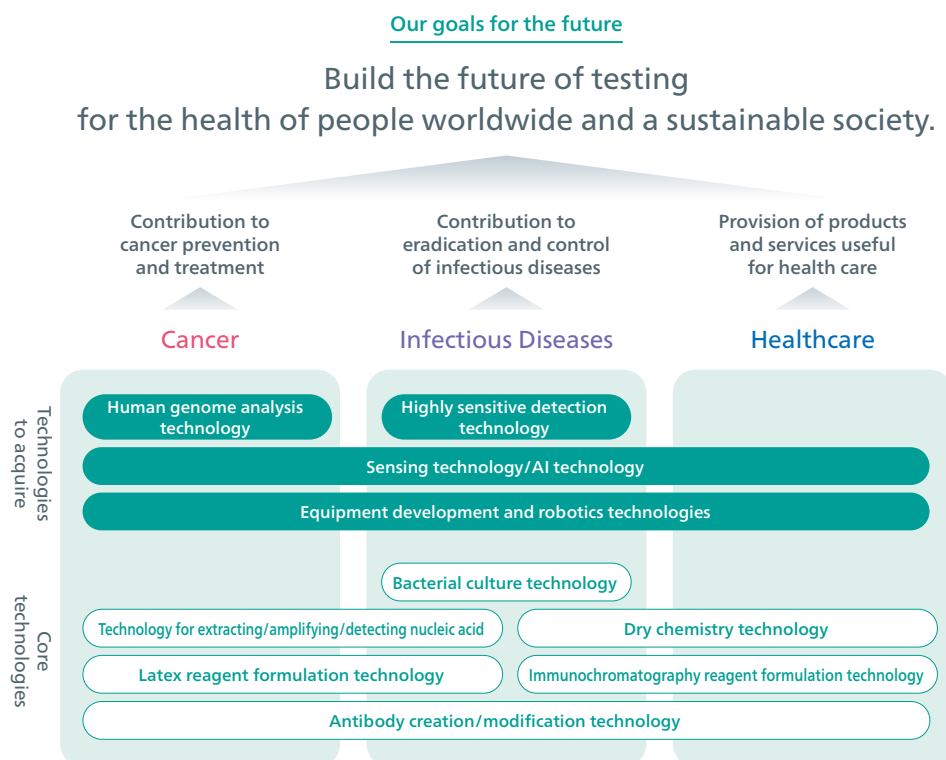 Our goals for the future
Build the future of testing
for the health of people worldwide and a sustainable society.
Contribution to
cancer prevention
and treatment
Contribution to
eradication and control
of infectious diseases
Provision of products
and services useful
for health care
Cancer
Infectious Diseases
Healthcare
Technologies
to acquire
Human genome analysis
technology
Highly sensitive detection
technology
Sensing technology/AI technology
Equipment development and robotics technologies
Core
technologies
Bacterial culture technology
Technology for extracting/amplifying/detecting nucleic acid
Dry chemistry technology
Latex reagent formulation technology
Immunochromatography reagent formulation technology
Antibody creation/modification technology